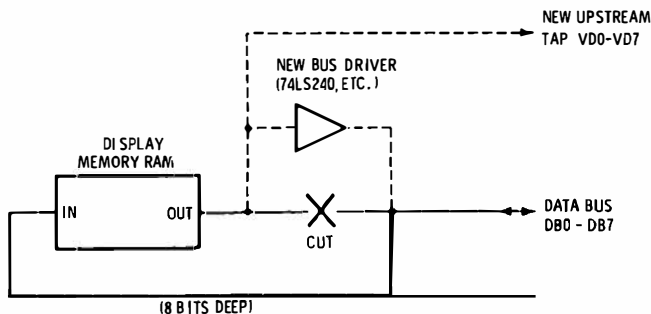 NEW UPSTREAM
TAP VD0-VD7
NEW BUS DRIVER
(74LS240, ETC.)
DISPLAY
MEMORY RAM
IN
OUT
CUT
DATA BUS
DB0 - DB7
(8 BITS DEEP)